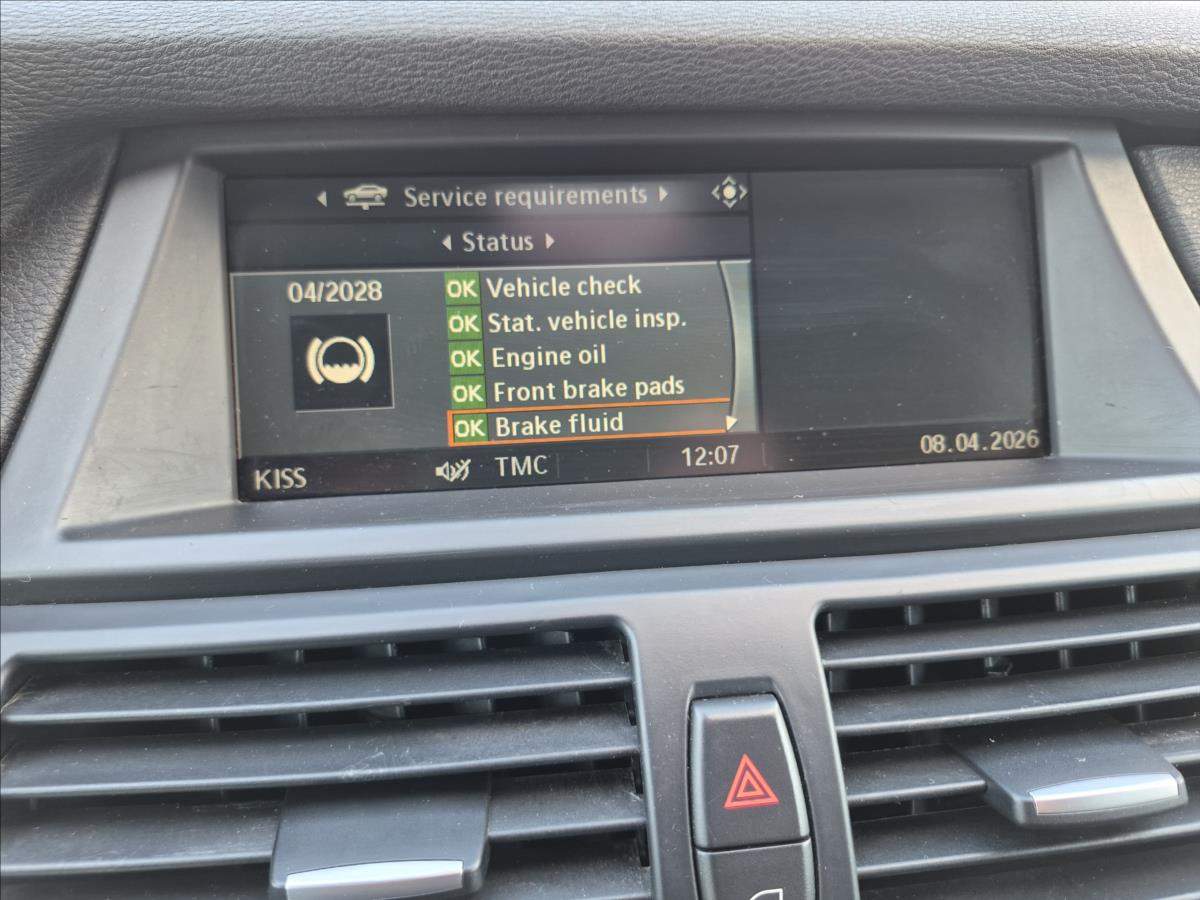 Service requirements
Status
04/2028
OK Vehicle check
OK Stat. vehicle insp.
OK Engine oil
OK Front brake pads
OK Brake fluid
KISS TMC 12:07 08.04.2026